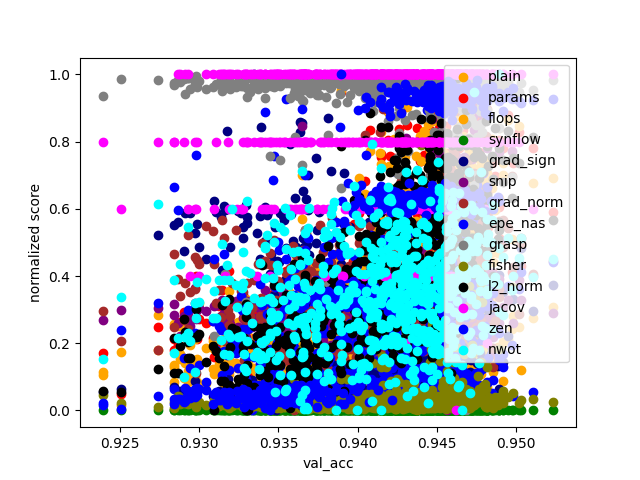 1.0
0.8
0.6
0.4
0.2
0.0
normalized score
0.925
0.930
0.935
0.940
0.945
0.950
val_acc
plain
params
flops
synflow
grad_sign
snip
grad_norm
epe_nas
grasp
fisher
l2_norm
jacov
zen
nwot